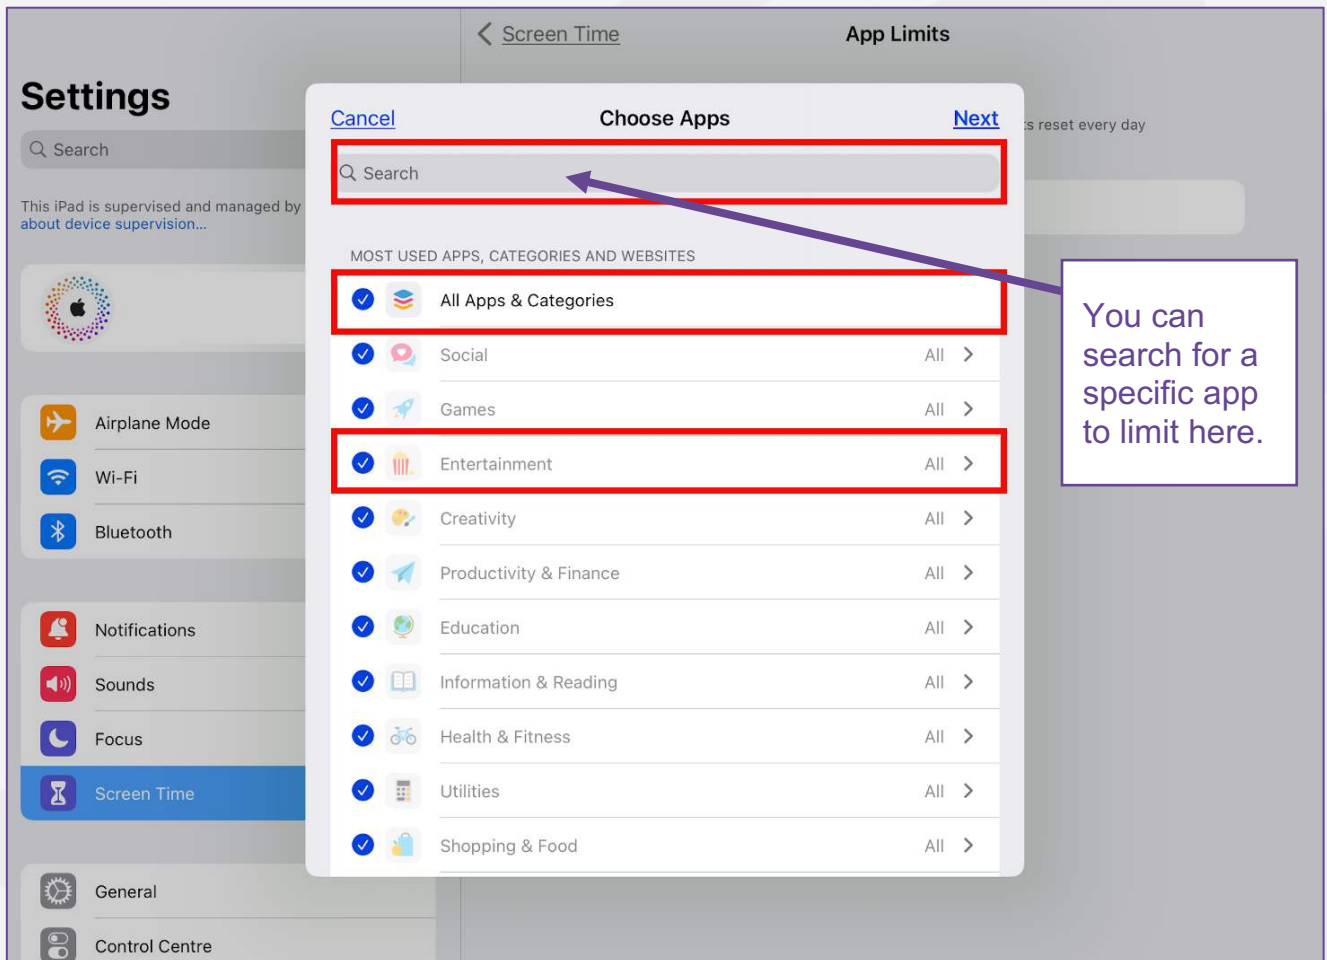 Screen Time
App Limits
Settings
Search
This iPad is supervised and managed by
about device supervision...
Airplane Mode
Wi-Fi
Bluetooth
Notifications
Sounds
Focus
Screen Time
General
Control Centre
Cancel
Choose Apps
Next
Search
MOST USED APPS, CATEGORIES AND WEBSITES
All Apps & Categories
Social All
Games All
Entertainment All
Creativity All
Productivity & Finance All
Education All
Information & Reading All
Health & Fitness All
Utilities All
Shopping & Food All
reset every day
You can
search for a
specific app
to limit here.